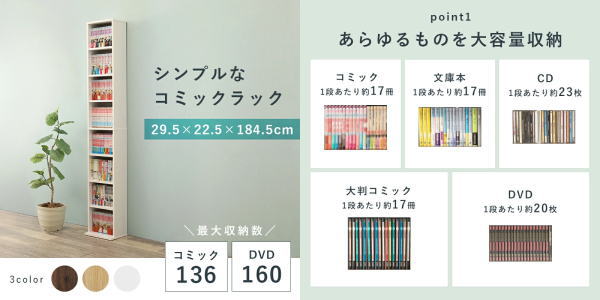 シンプルな
コミックラック
29.5×22.5×184.5cm
＼最大収納数／
コミック
136
DVD
160
3color
point1
あらゆるものを大容量収納
コミック
1段あたり約17冊
文庫本
1段あたり約17冊
CD
1段あたり約23枚
大判コミック
1段あたり約17冊
DVD
1段あたり約20枚